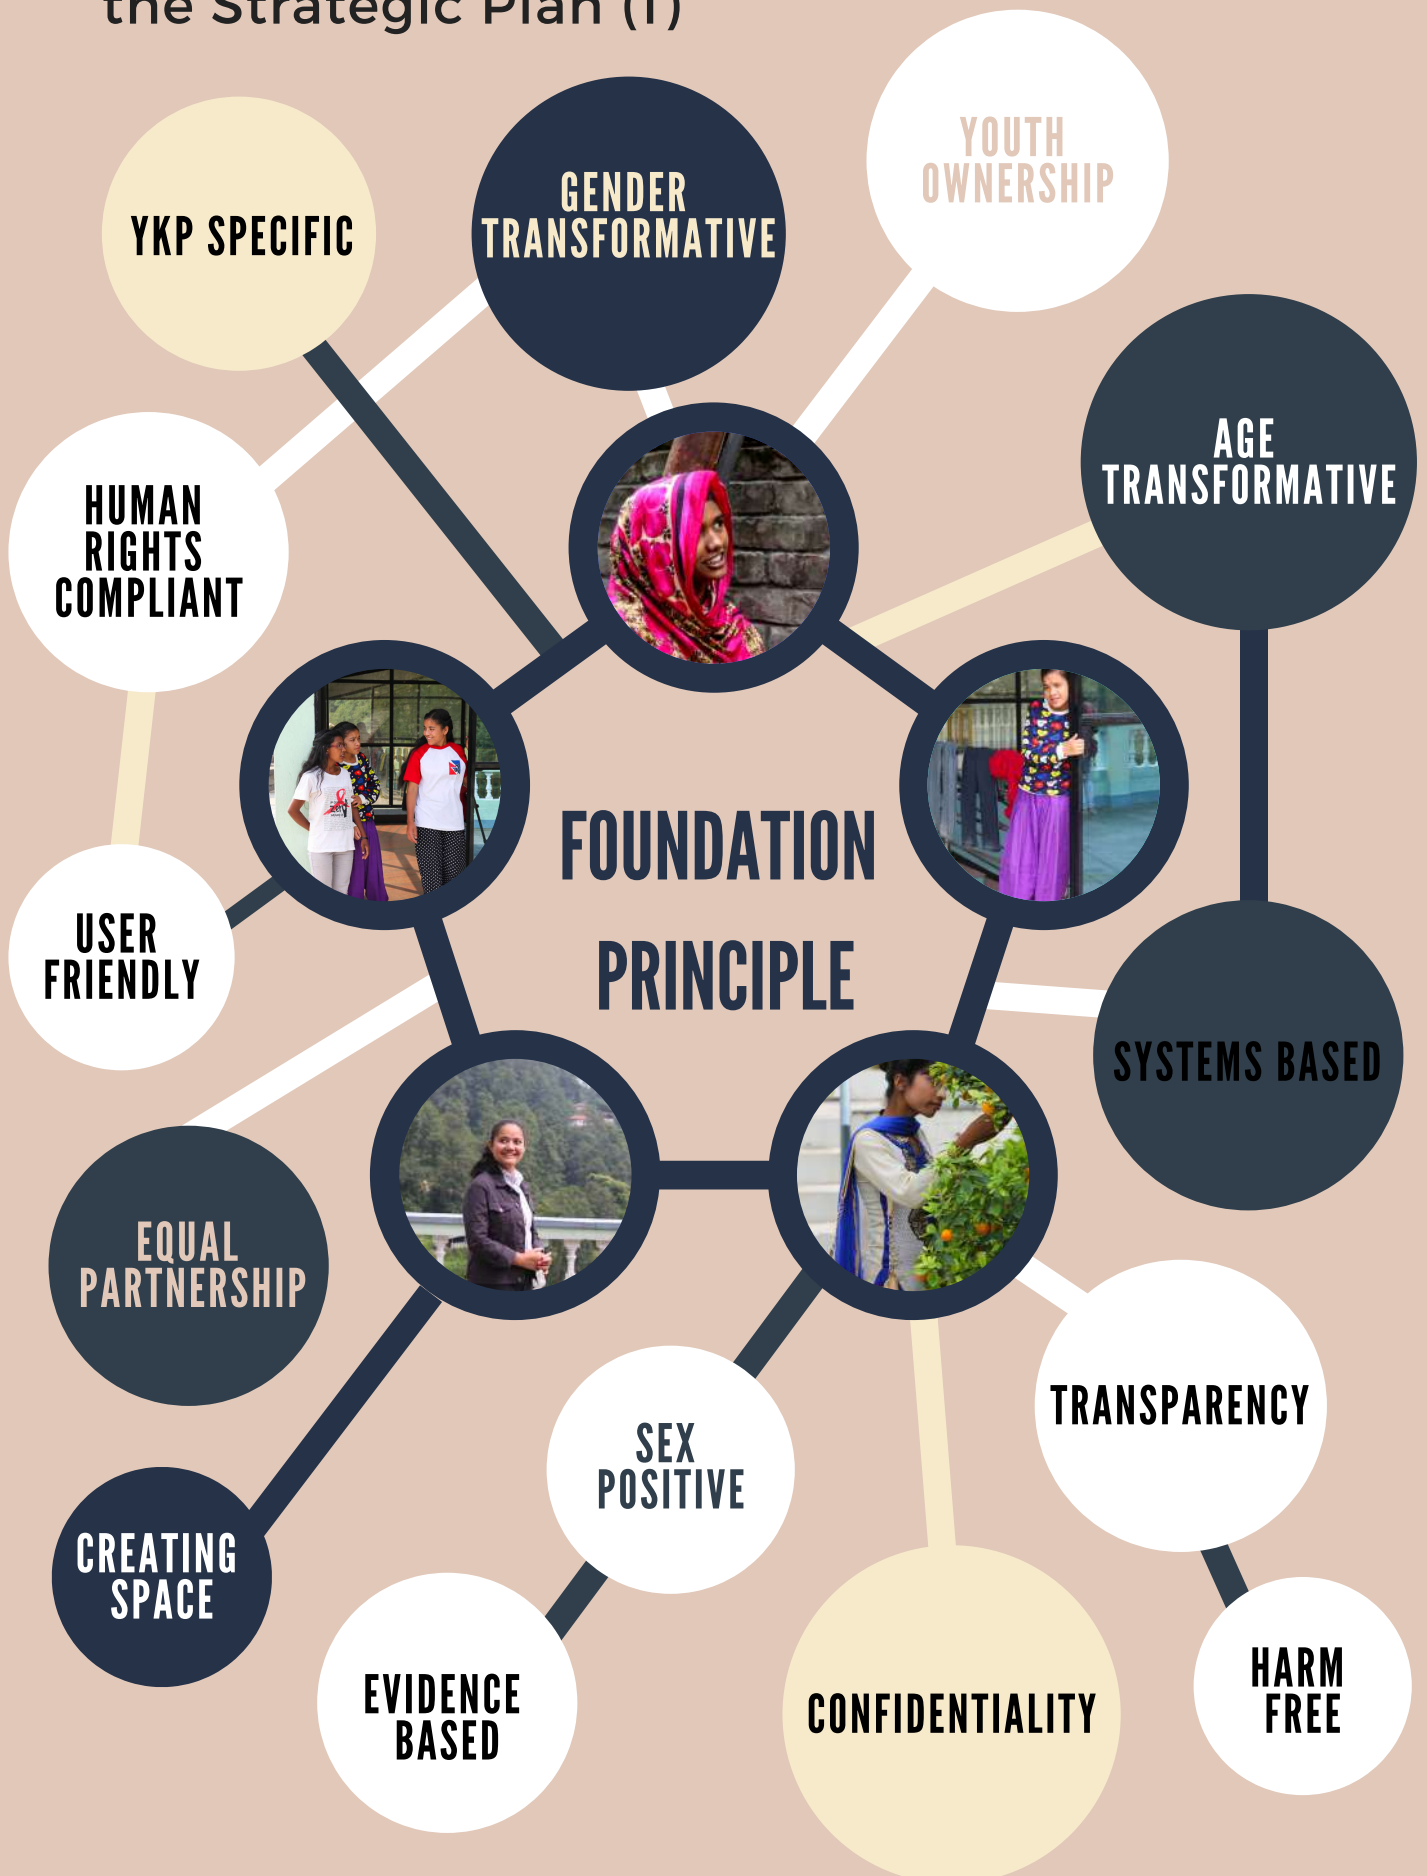 the Strategic Plan (1)
YOUTH
OWNERSHIP
GENDER
TRANSFORMATIVE
YKP SPECIFIC
AGE
TRANSFORMATIVE
HUMAN
RIGHTS
COMPLIANT
FOUNDATION
PRINCIPLE
USER
FRIENDLY
SYSTEMS BASED
EQUAL
PARTNERSHIP
TRANSPARENCY
SEX
POSITIVE
CREATING
SPACE
EVIDENCE
BASED
CONFIDENTIALITY
HARM
FREE